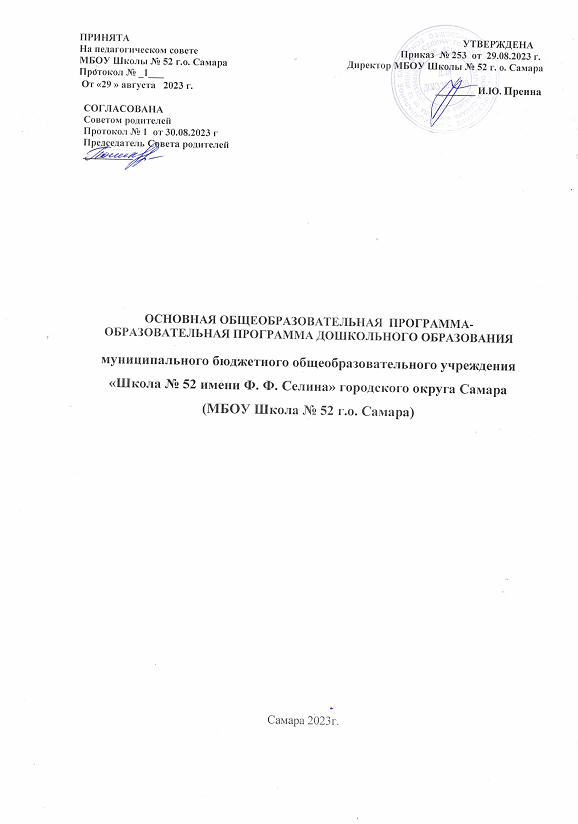 ПРИНЯТА
На педагогическом совете
МБОУ Школы № 52 г.о. Самара
Протокол № _1___
От «29 » августа 2023 г.
УТВЕРЖДЕНА
Приказ № 253 от 29.08.2023 г.
Директор МБОУ Школы № 52 г. о. Самара
И.Ю. Преина
СОГЛАСОВАНА
Советом родителей
Протокол № 1 от 30.08.2023 г
Председатель Совета родителей
ОСНОВНАЯ ОБЩЕОБРАЗОВАТЕЛЬНАЯ ПРОГРАММА-
ОБРАЗОВАТЕЛЬНАЯ ПРОГРАММА ДОШКОЛЬНОГО ОБРАЗОВАНИЯ
муниципального бюджетного общеобразовательного учреждения
«Школа № 52 имени Ф. Ф. Селина» городского округа Самара
(МБОУ Школа № 52 г.о. Самара)
Самара 2023г.